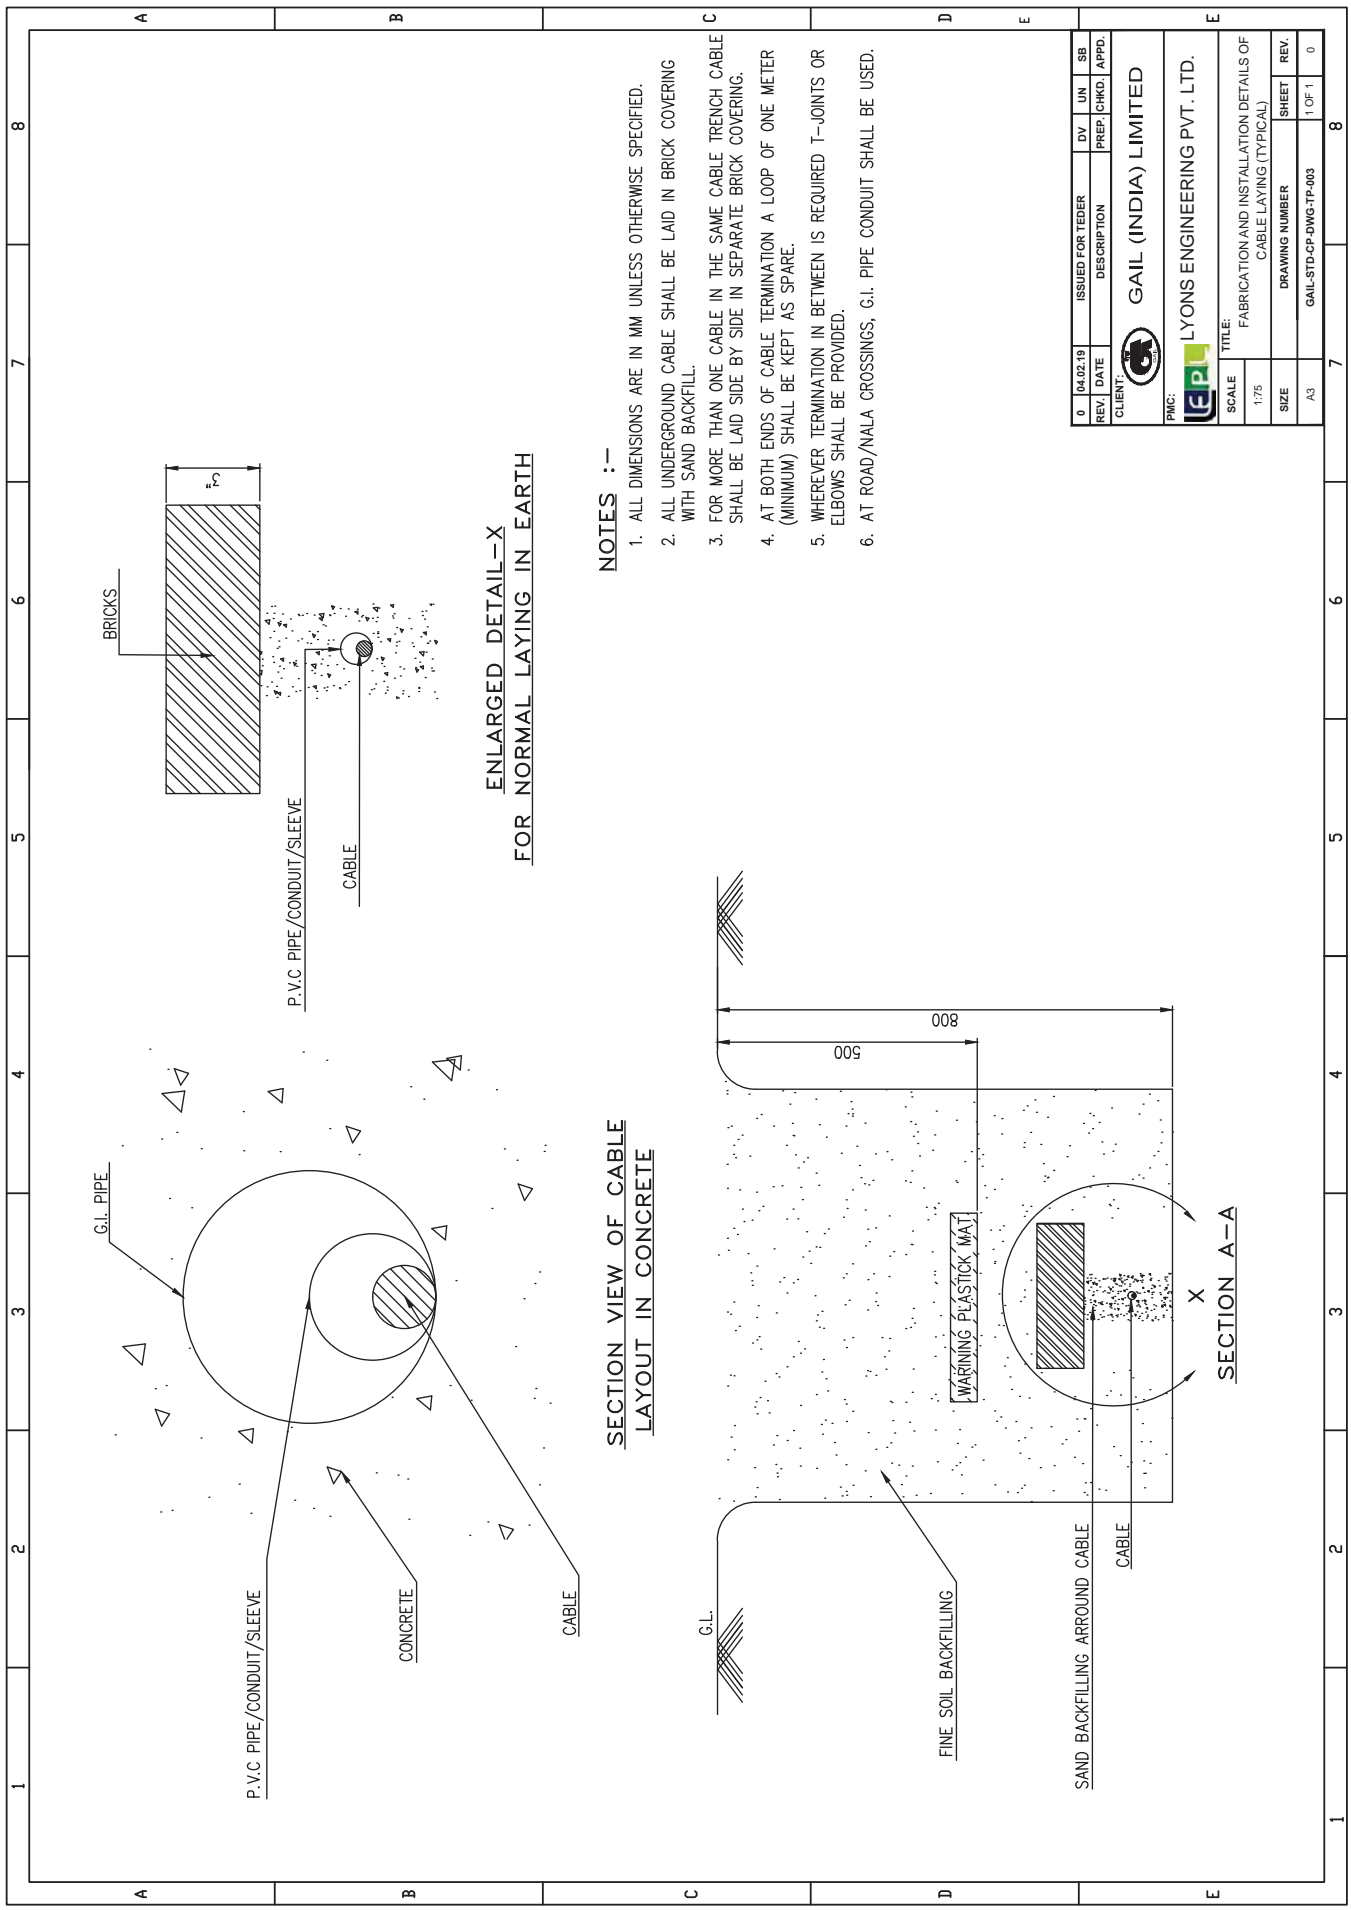 1 2 3 4 5 6 7 8
A
B
C
D
E
A
B
C
D
E
E
1 2 3 4 5 6 7 8
G.I. PIPE
P.V.C PIPE/CONDUIT/SLEEVE
CONCRETE
CABLE
SECTION VIEW OF CABLE
LAYOUT IN CONCRETE
BRICKS
3"
P.V.C PIPE/CONDUIT/SLEEVE
CABLE
ENLARGED DETAIL-X
FOR NORMAL LAYING IN EARTH
G.L.
500
800
FINE SOIL BACKFILLING
WARINING PLASTICK MAT
SAND BACKFILLING ARROUND CABLE
CABLE
X
SECTION A-A
NOTES :-
1. ALL DIMENSIONS ARE IN MM UNLESS OTHERWISE SPECIFIED.
2. ALL UNDERGROUND CABLE SHALL BE LAID IN BRICK COVERING
WITH SAND BACKFILL.
3. FOR MORE THAN ONE CABLE IN THE SAME CABLE TRENCH CABLE
SHALL BE LAID SIDE BY SIDE IN SEPARATE BRICK COVERING.
4. AT BOTH ENDS OF CABLE TERMINATION A LOOP OF ONE METER
(MINIMUM) SHALL BE KEPT AS SPARE.
5. WHEREVER TERMINATION IN BETWEEN IS REQUIRED T-JOINTS OR
ELBOWS SHALL BE PROVIDED.
6. AT ROAD/NALA CROSSINGS, G.I. PIPE CONDUIT SHALL BE USED.
0 04.02.19 ISSUED FOR TEDER DV UN SB
REV. DATE DESCRIPTION PREP. CHKD. APPD.
CLIENT:
GAIL (INDIA) LIMITED
PMC:
LEPL
LYONS ENGINEERING PVT. LTD.
SCALE
1:75
TITLE:
FABRICATION AND INSTALLATION DETAILS OF
CABLE LAYING (TYPICAL)
SIZE DRAWING NUMBER SHEET REV.
A3 GAIL-STD-CP-DWG-TP-003 1 OF 1 0